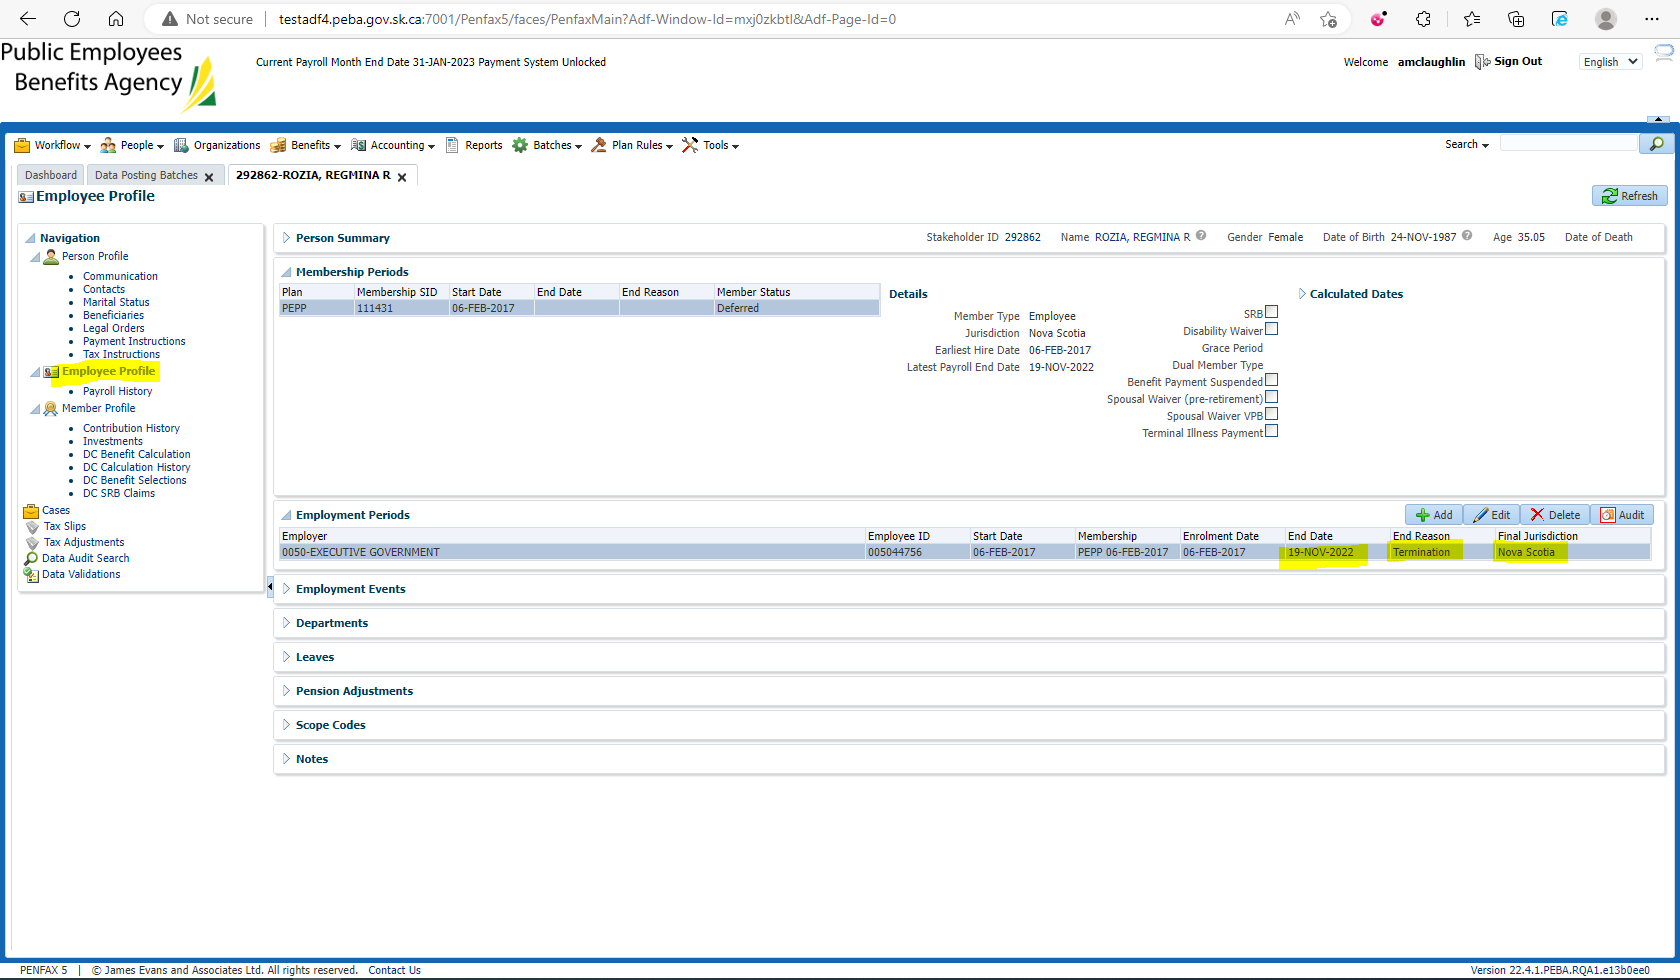 Not secure | testadf4.peba.gov.sk.ca:7001/Penfax5/faces/PenfaxMain?Adf-Window-Id=mxj0zkbtl&Adf-Page-Id=0
Public Employees
Benefits Agency
Current Payroll Month End Date 31-JAN-2023 Payment System Unlocked
Welcome amclaughlin Sign Out English
Workflow People Organizations Benefits Accounting Reports Batches Plan Rules Tools Search
Dashboard Data Posting Batches 292862-ROZIA, REGMINA R
Employee Profile
Refresh
Navigation
Person Profile
Communication
Contacts
Marital Status
Beneficiaries
Legal Orders
Payment Instructions
Tax Instructions
Employee Profile
Payroll History
Member Profile
Contribution History
Investments
DC Benefit Calculation
DC Calculation History
DC Benefit Selections
DC SRB Claims
Cases
Tax Slips
Tax Adjustments
Data Audit Search
Data Validations
Person Summary Stakeholder ID 292862 Name ROZIA, REGMINA R Gender Female Date of Birth 24-NOV-1987 Age 35.05 Date of Death
Membership Periods
Plan Membership SID Start Date End Date End Reason Member Status
PEPP 111431 06-FEB-2017 Deferred
Details
Member Type Employee
Jurisdiction Nova Scotia
Earliest Hire Date 06-FEB-2017
Latest Payroll End Date 19-NOV-2022
SRB
Disability Waiver
Grace Period
Dual Member Type
Benefit Payment Suspended
Spousal Waiver (pre-retirement)
Spousal Waiver VPB
Terminal Illness Payment
Calculated Dates
Employment Periods
Add Edit Delete Audit
Employer Employee ID Start Date Membership Enrolment Date End Date End Reason Final Jurisdiction
0050-EXECUTIVE GOVERNMENT 005044756 06-FEB-2017 PEPP 06-FEB-2017 06-FEB-2017 19-NOV-2022 Termination Nova Scotia
Employment Events
Departments
Leaves
Pension Adjustments
Scope Codes
Notes
PENFAX 5 | © James Evans and Associates Ltd. All rights reserved. Contact Us
Version 22.4.1.PEBA.RQA1.e13b0ee0